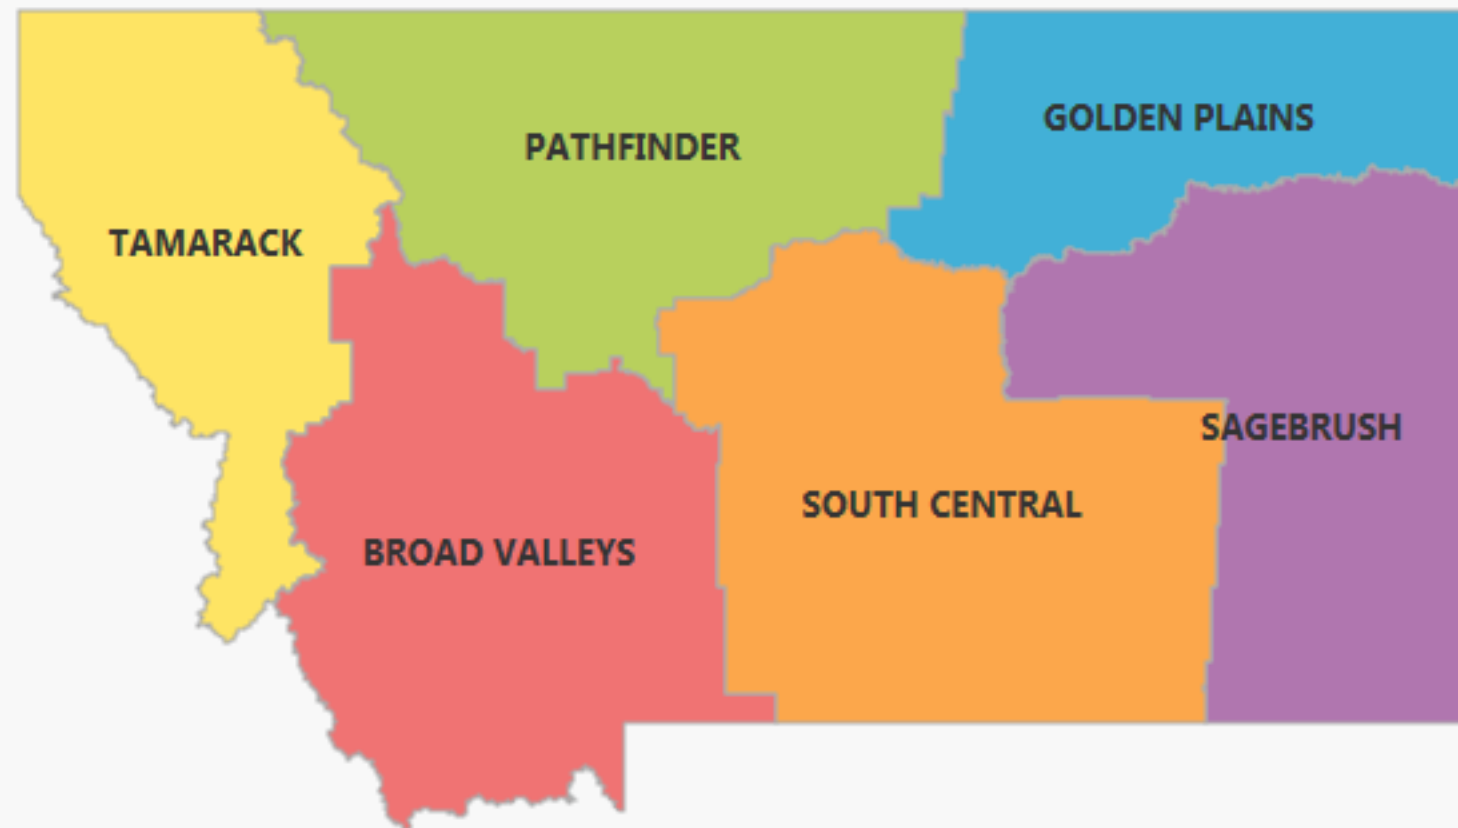 GOLDEN PLAINS
PATHFINDER
TAMARACK
SAGEBRUSH
SOUTH CENTRAL
BROAD VALLEYS